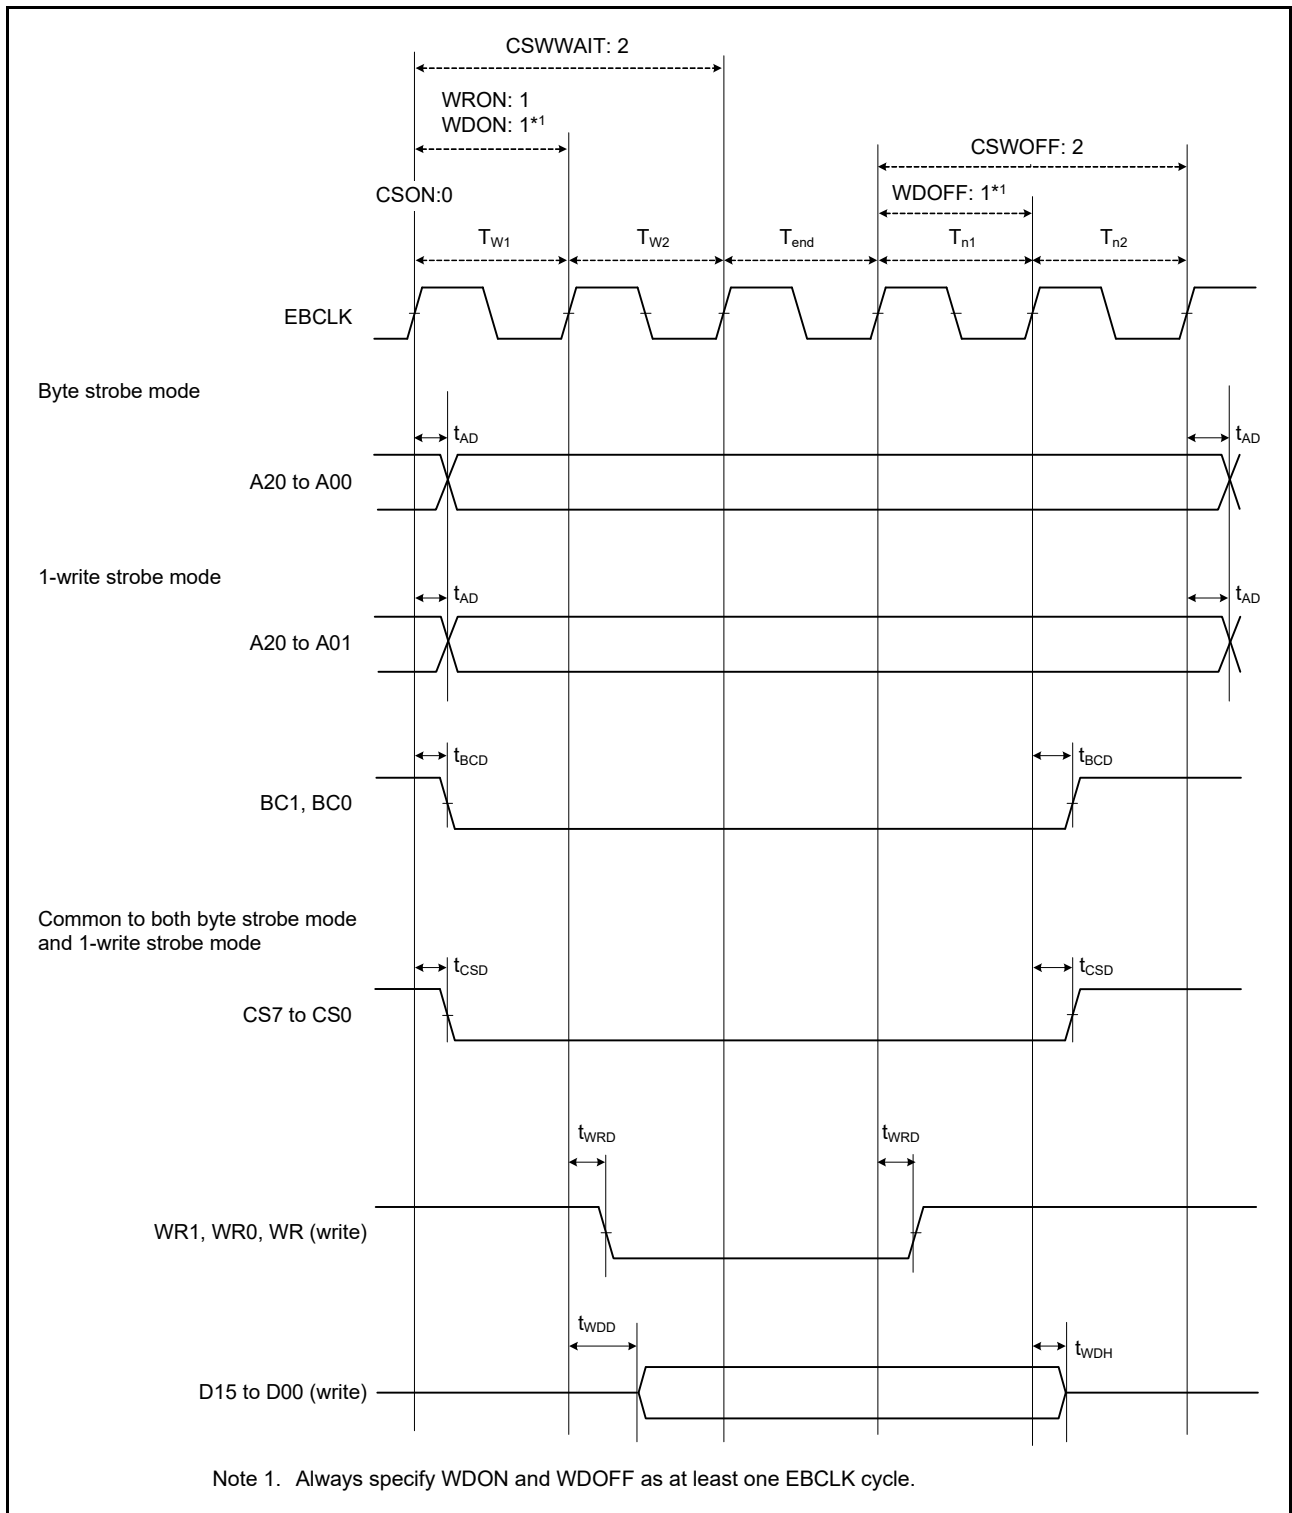 CSWWAIT: 2
WRON: 1
WDON: 1*1
CSWOFF: 2
CSON:0
WDOFF: 1*1
TW1 TW2 Tend Tn1 Tn2
EBCLK
Byte strobe mode
tAD tAD
A20 to A00
1-write strobe mode
tAD tAD
A20 to A01
tBCD tBCD
BC1, BC0
Common to both byte strobe mode
and 1-write strobe mode
tCSD tCSD
CS7 to CS0
tWRD tWRD
WR1, WR0, WR (write)
tWDD tWDH
D15 to D00 (write)
Note 1. Always specify WDON and WDOFF as at least one EBCLK cycle.